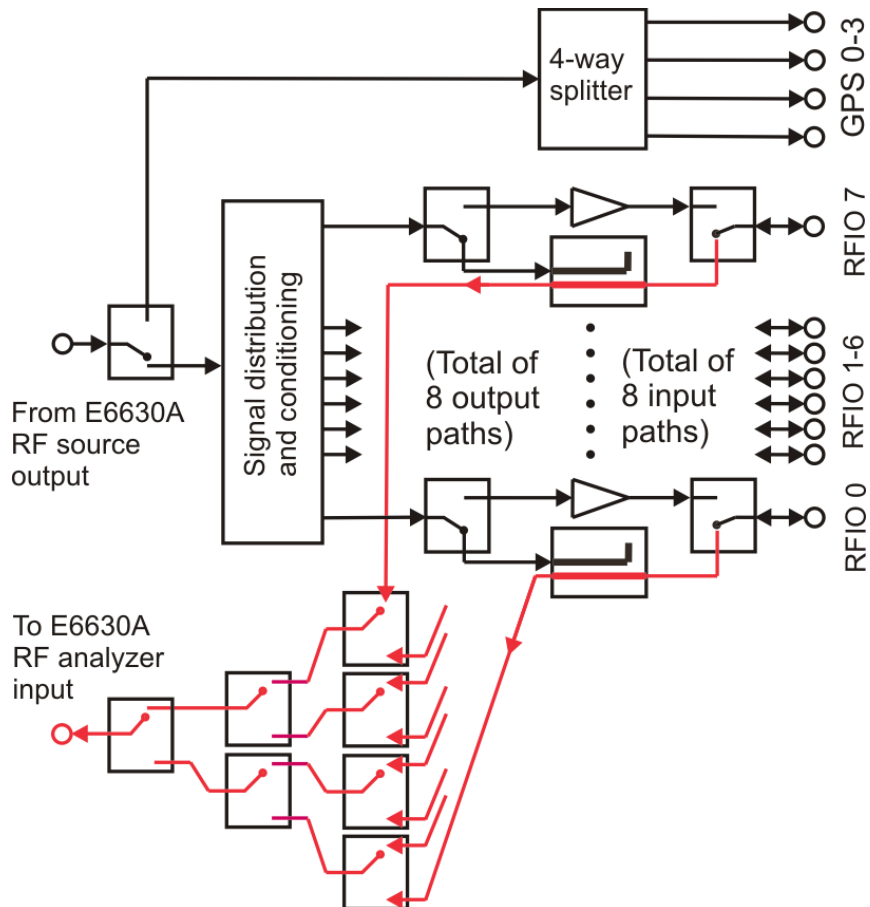 4-way
splitter
GPS 0-3
RFIO 7
Signal distribution
and conditioning
(Total of
8 output
paths)
(Total of
8 input
paths)
RFIO 1-6
From E6630A
RF source
output
RFIO 0
To E6630A
RF analyzer
input